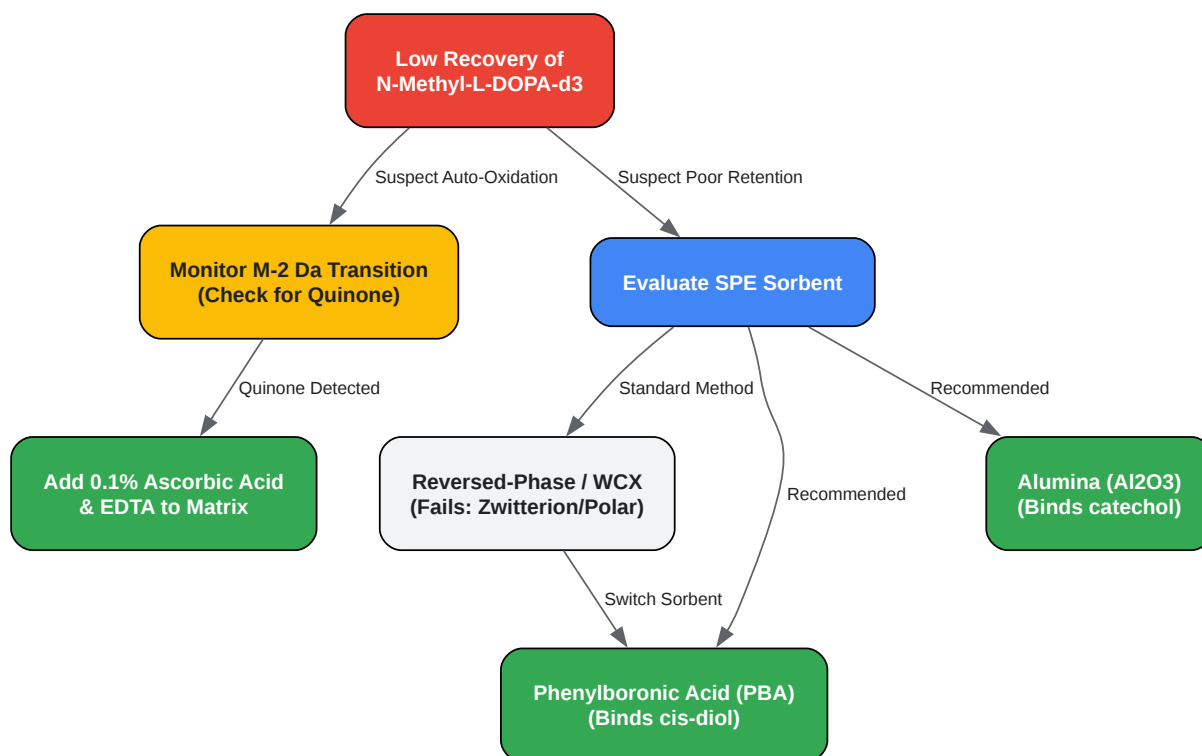 Low Recovery of
N-Methyl-L-DOPA-d3
Suspect Auto-Oxidation
Suspect Poor Retention
Monitor M-2 Da Transition
(Check for Quinone)
Evaluate SPE Sorbent
Quinone Detected
Standard Method
Recommended
Add 0.1% Ascorbic Acid
& EDTA to Matrix
Reversed-Phase / WCX
(Fails: Zwitterion/Polar)
Recommended
Alumina (Al2O3)
(Binds catechol)
Switch Sorbent
Phenylboronic Acid (PBA)
(Binds cis-diol)